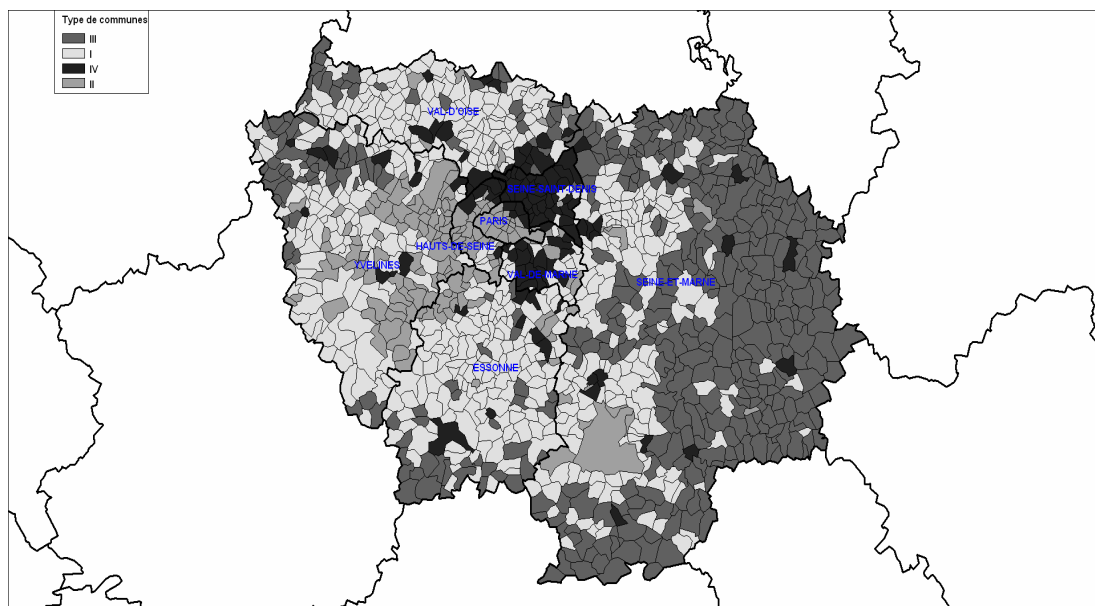 Type de communes
III
I
IV
II
VAL-D'OISE
SEINE-SAINT-DENIS
PARIS
HAUTS-DE-SEINE
YVELINES
VAL-DE-MARNE
SEINE-ET-MARNE
ESSONNE